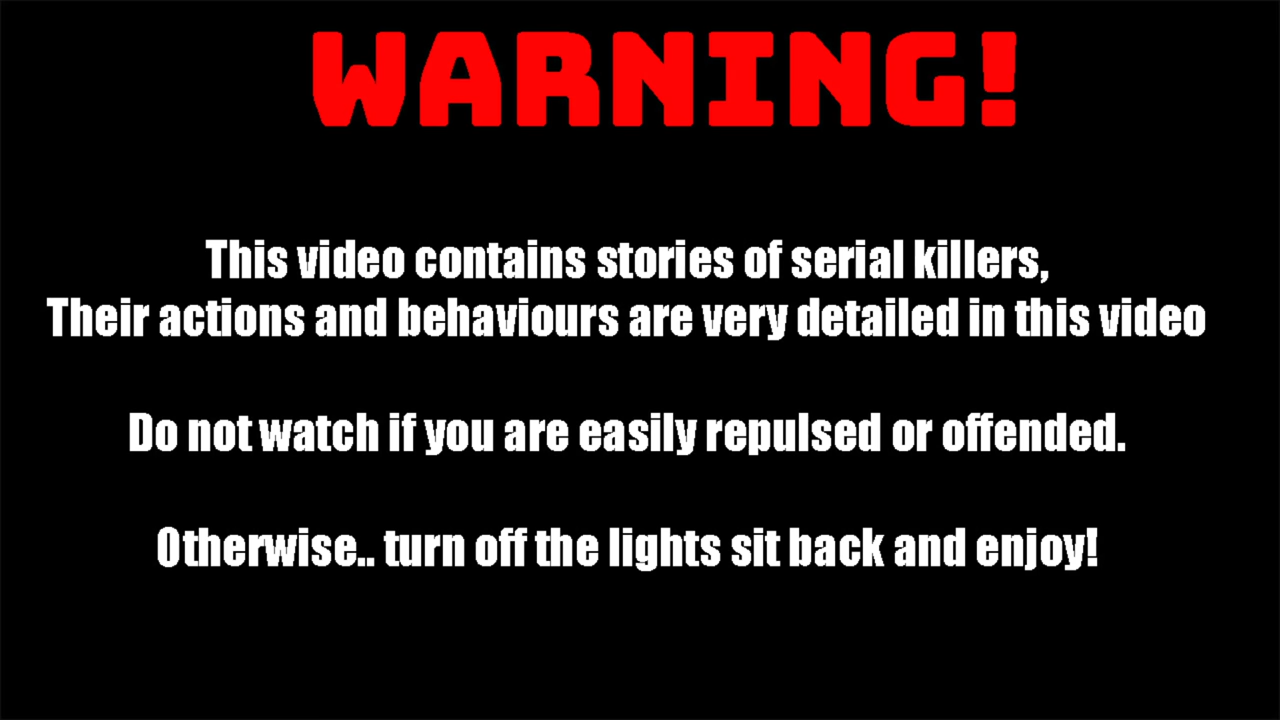 WARNING!
This video contains stories of serial killers,
Their actions and behaviours are very detailed in this video
Do not watch if you are easily repulsed or offended.
Otherwise.. turn off the lights sit back and enjoy!